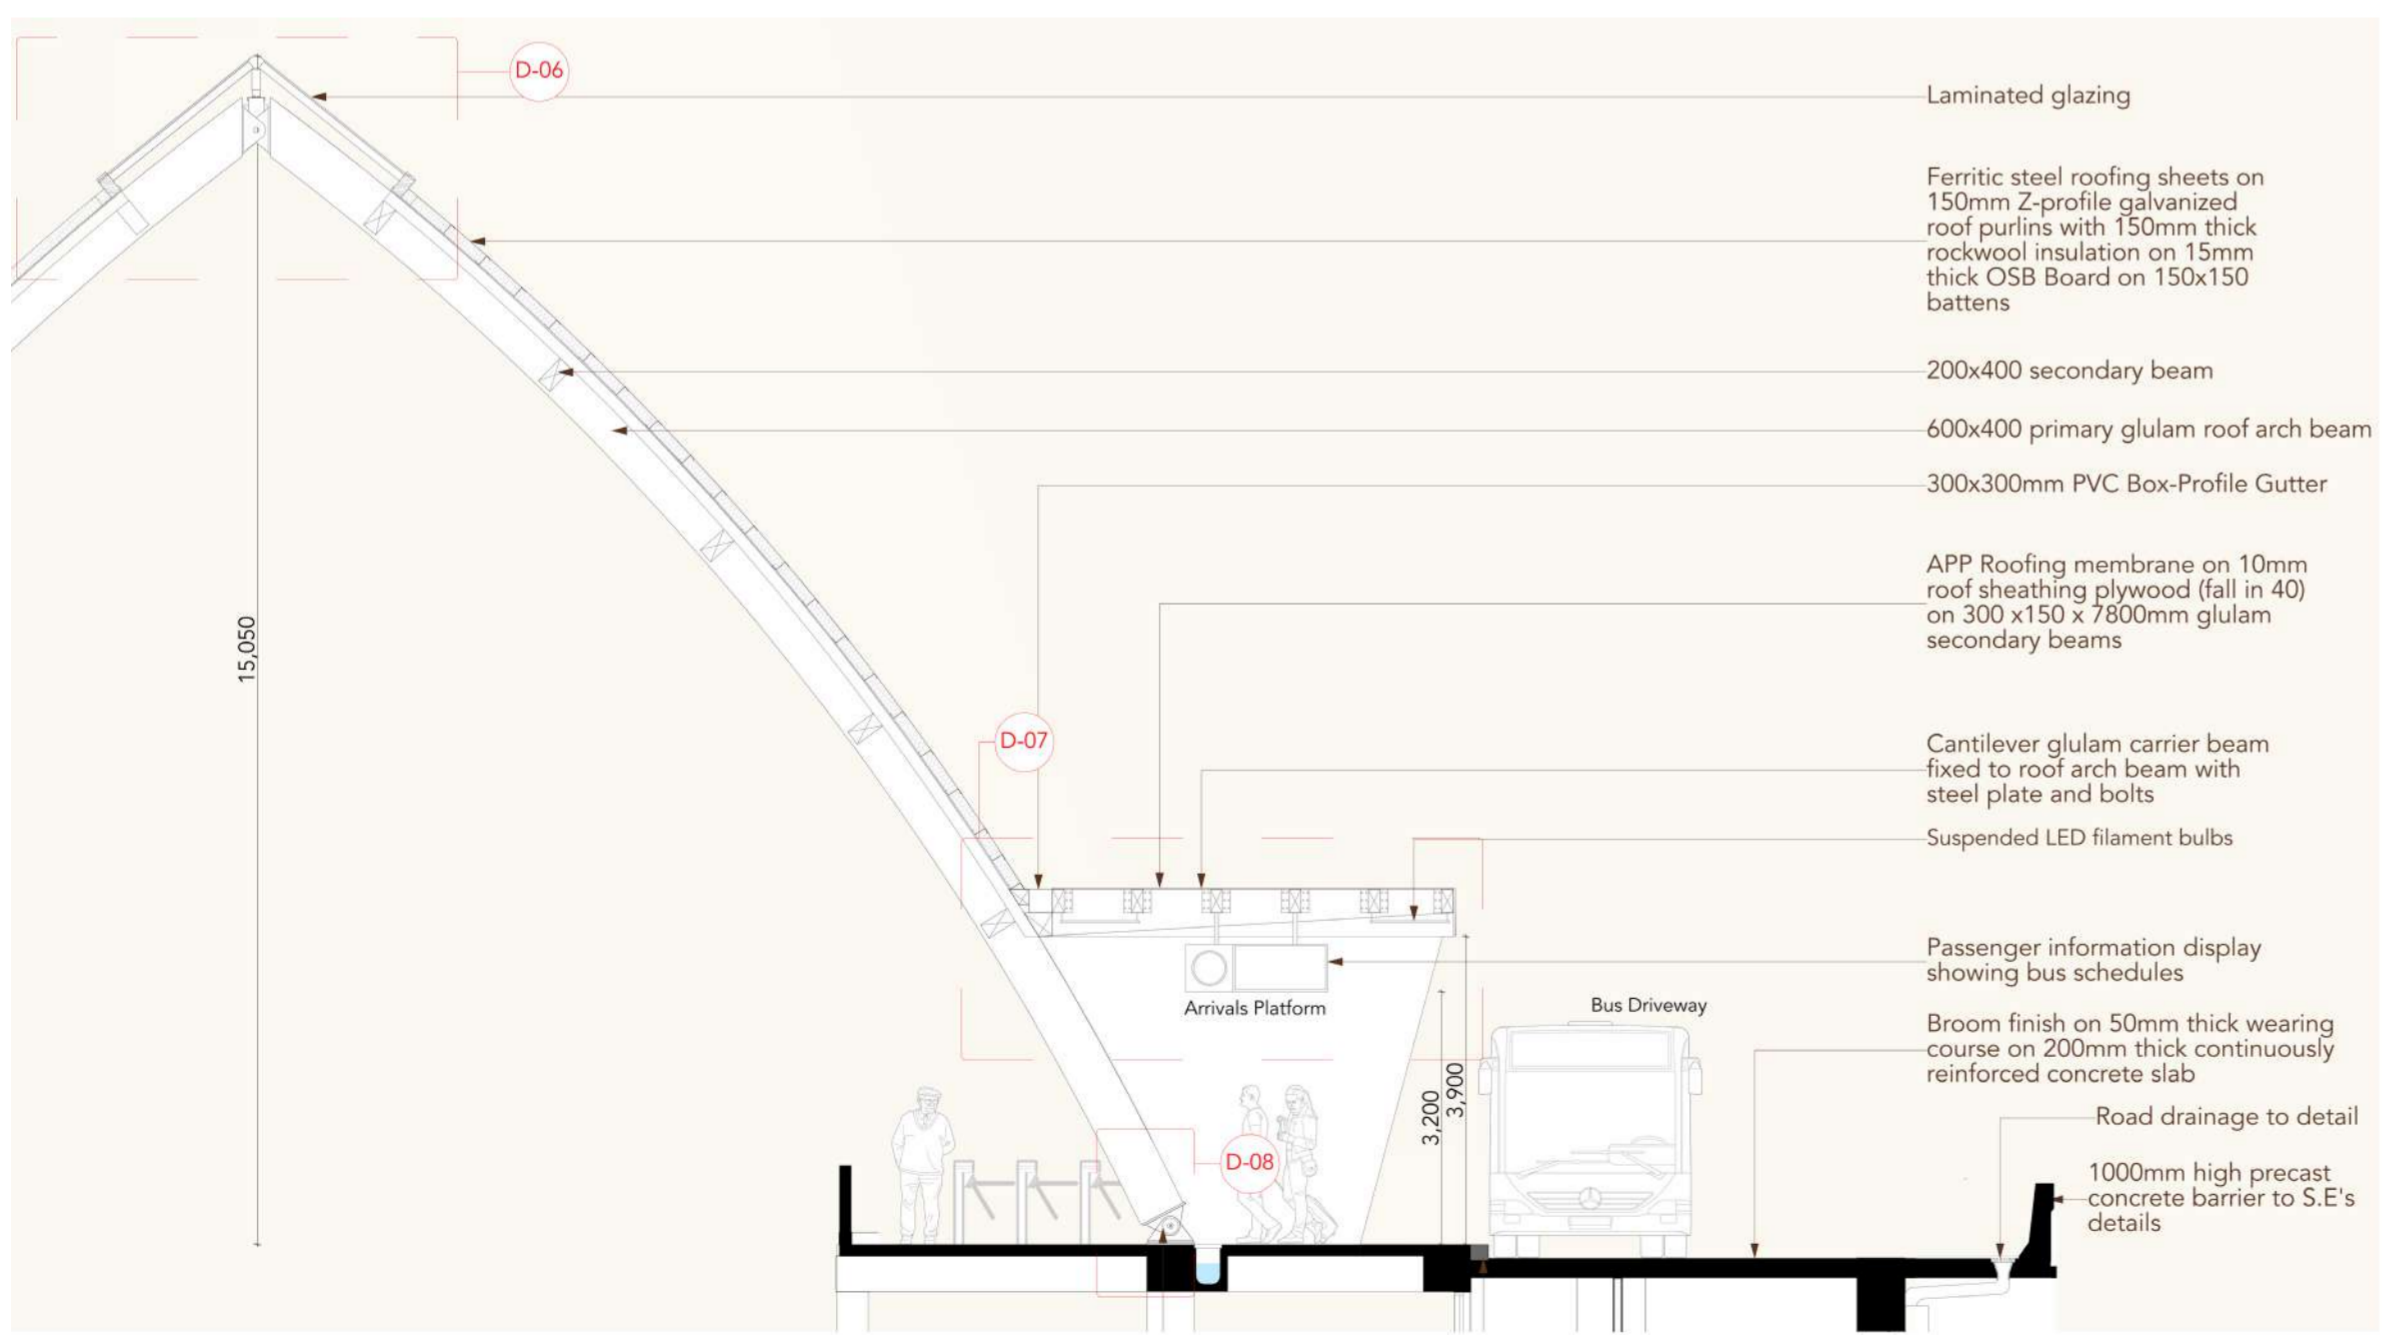 D-06
Laminated glazing
Ferritic steel roofing sheets on
150mm Z-profile galvanized
roof purlins with 150mm thick
rockwool insulation on 15mm
thick OSB Board on 150x150
battens
200x400 secondary beam
600x400 primary glulam roof arch beam
300x300mm PVC Box-Profile Gutter
APP Roofing membrane on 10mm
roof sheathing plywood (fall in 40)
on 300 x150 x 7800mm glulam
secondary beams
15,050
D-07
Cantilever glulam carrier beam
fixed to roof arch beam with
steel plate and bolts
Suspended LED filament bulbs
Passenger information display
showing bus schedules
Arrivals Platform
Bus Driveway
Broom finish on 50mm thick wearing
course on 200mm thick continuously
reinforced concrete slab
3,200
3,900
Road drainage to detail
D-08
1000mm high precast
concrete barrier to S.E's
details